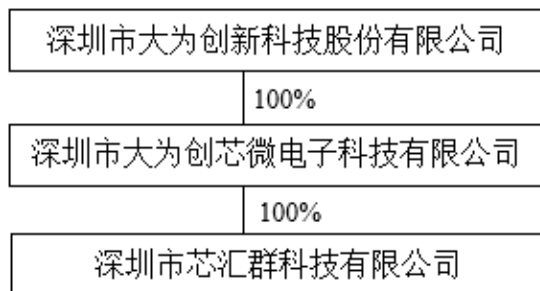 深圳市大为创新科技股份有限公司
100%
深圳市大为创芯微电子科技有限公司
100%
深圳市芯汇群科技有限公司